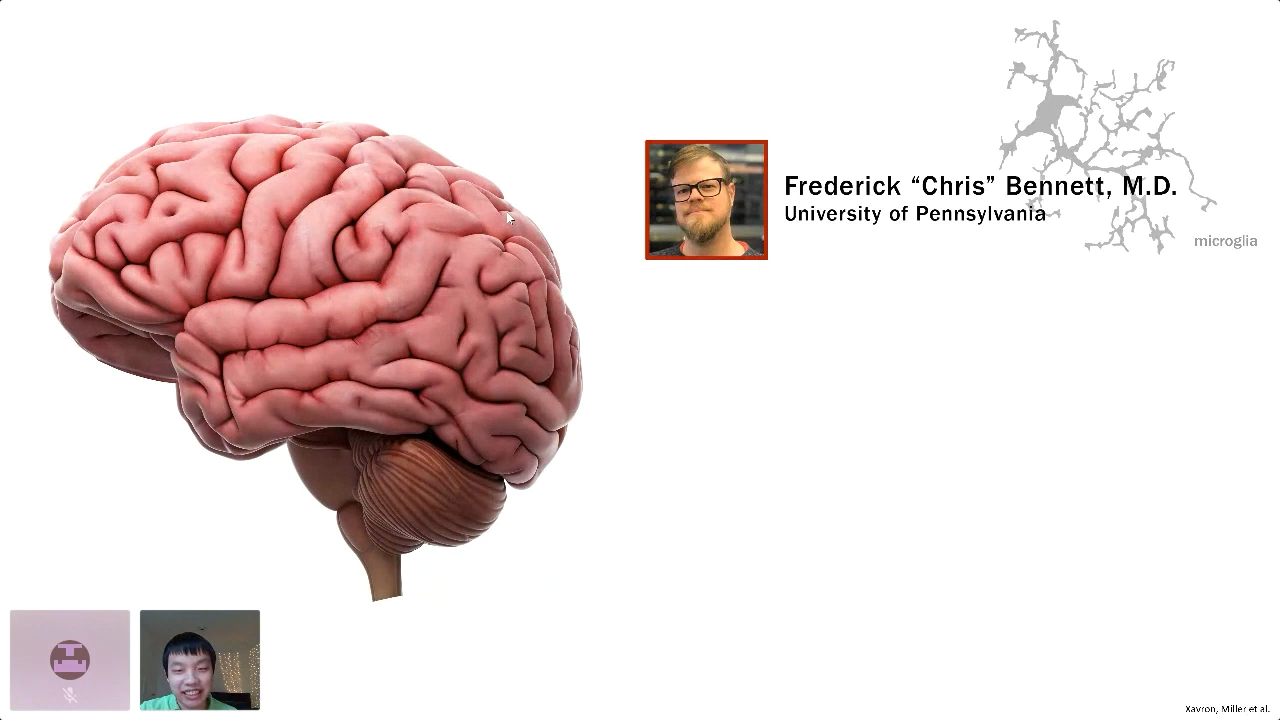 Frederick “Chris” Bennett, M.D.
University of Pennsylvania
microglia
Xavron, Miller et al.